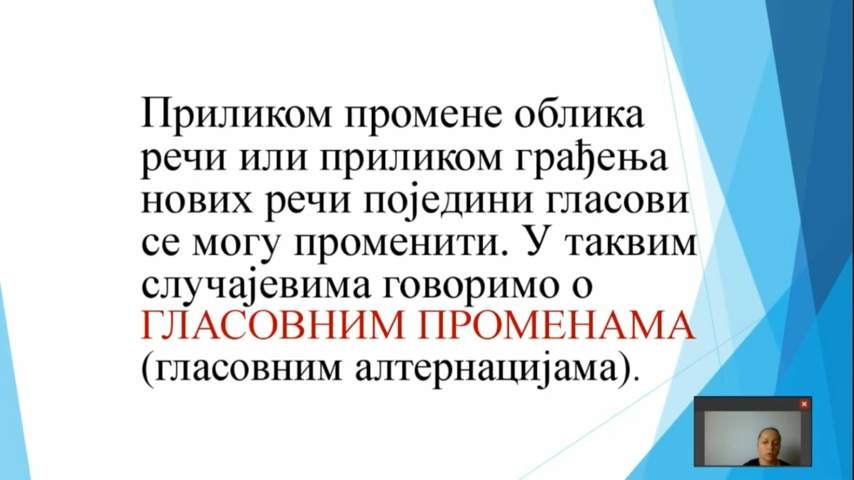 Приликом промене облика
речи или приликом грађења
нових речи поједини гласови
се могу променити. У таквим
случајевима говоримо о
ГЛАСОВНИМ ПРОМЕНАМА
(гласовним алтернацијама).